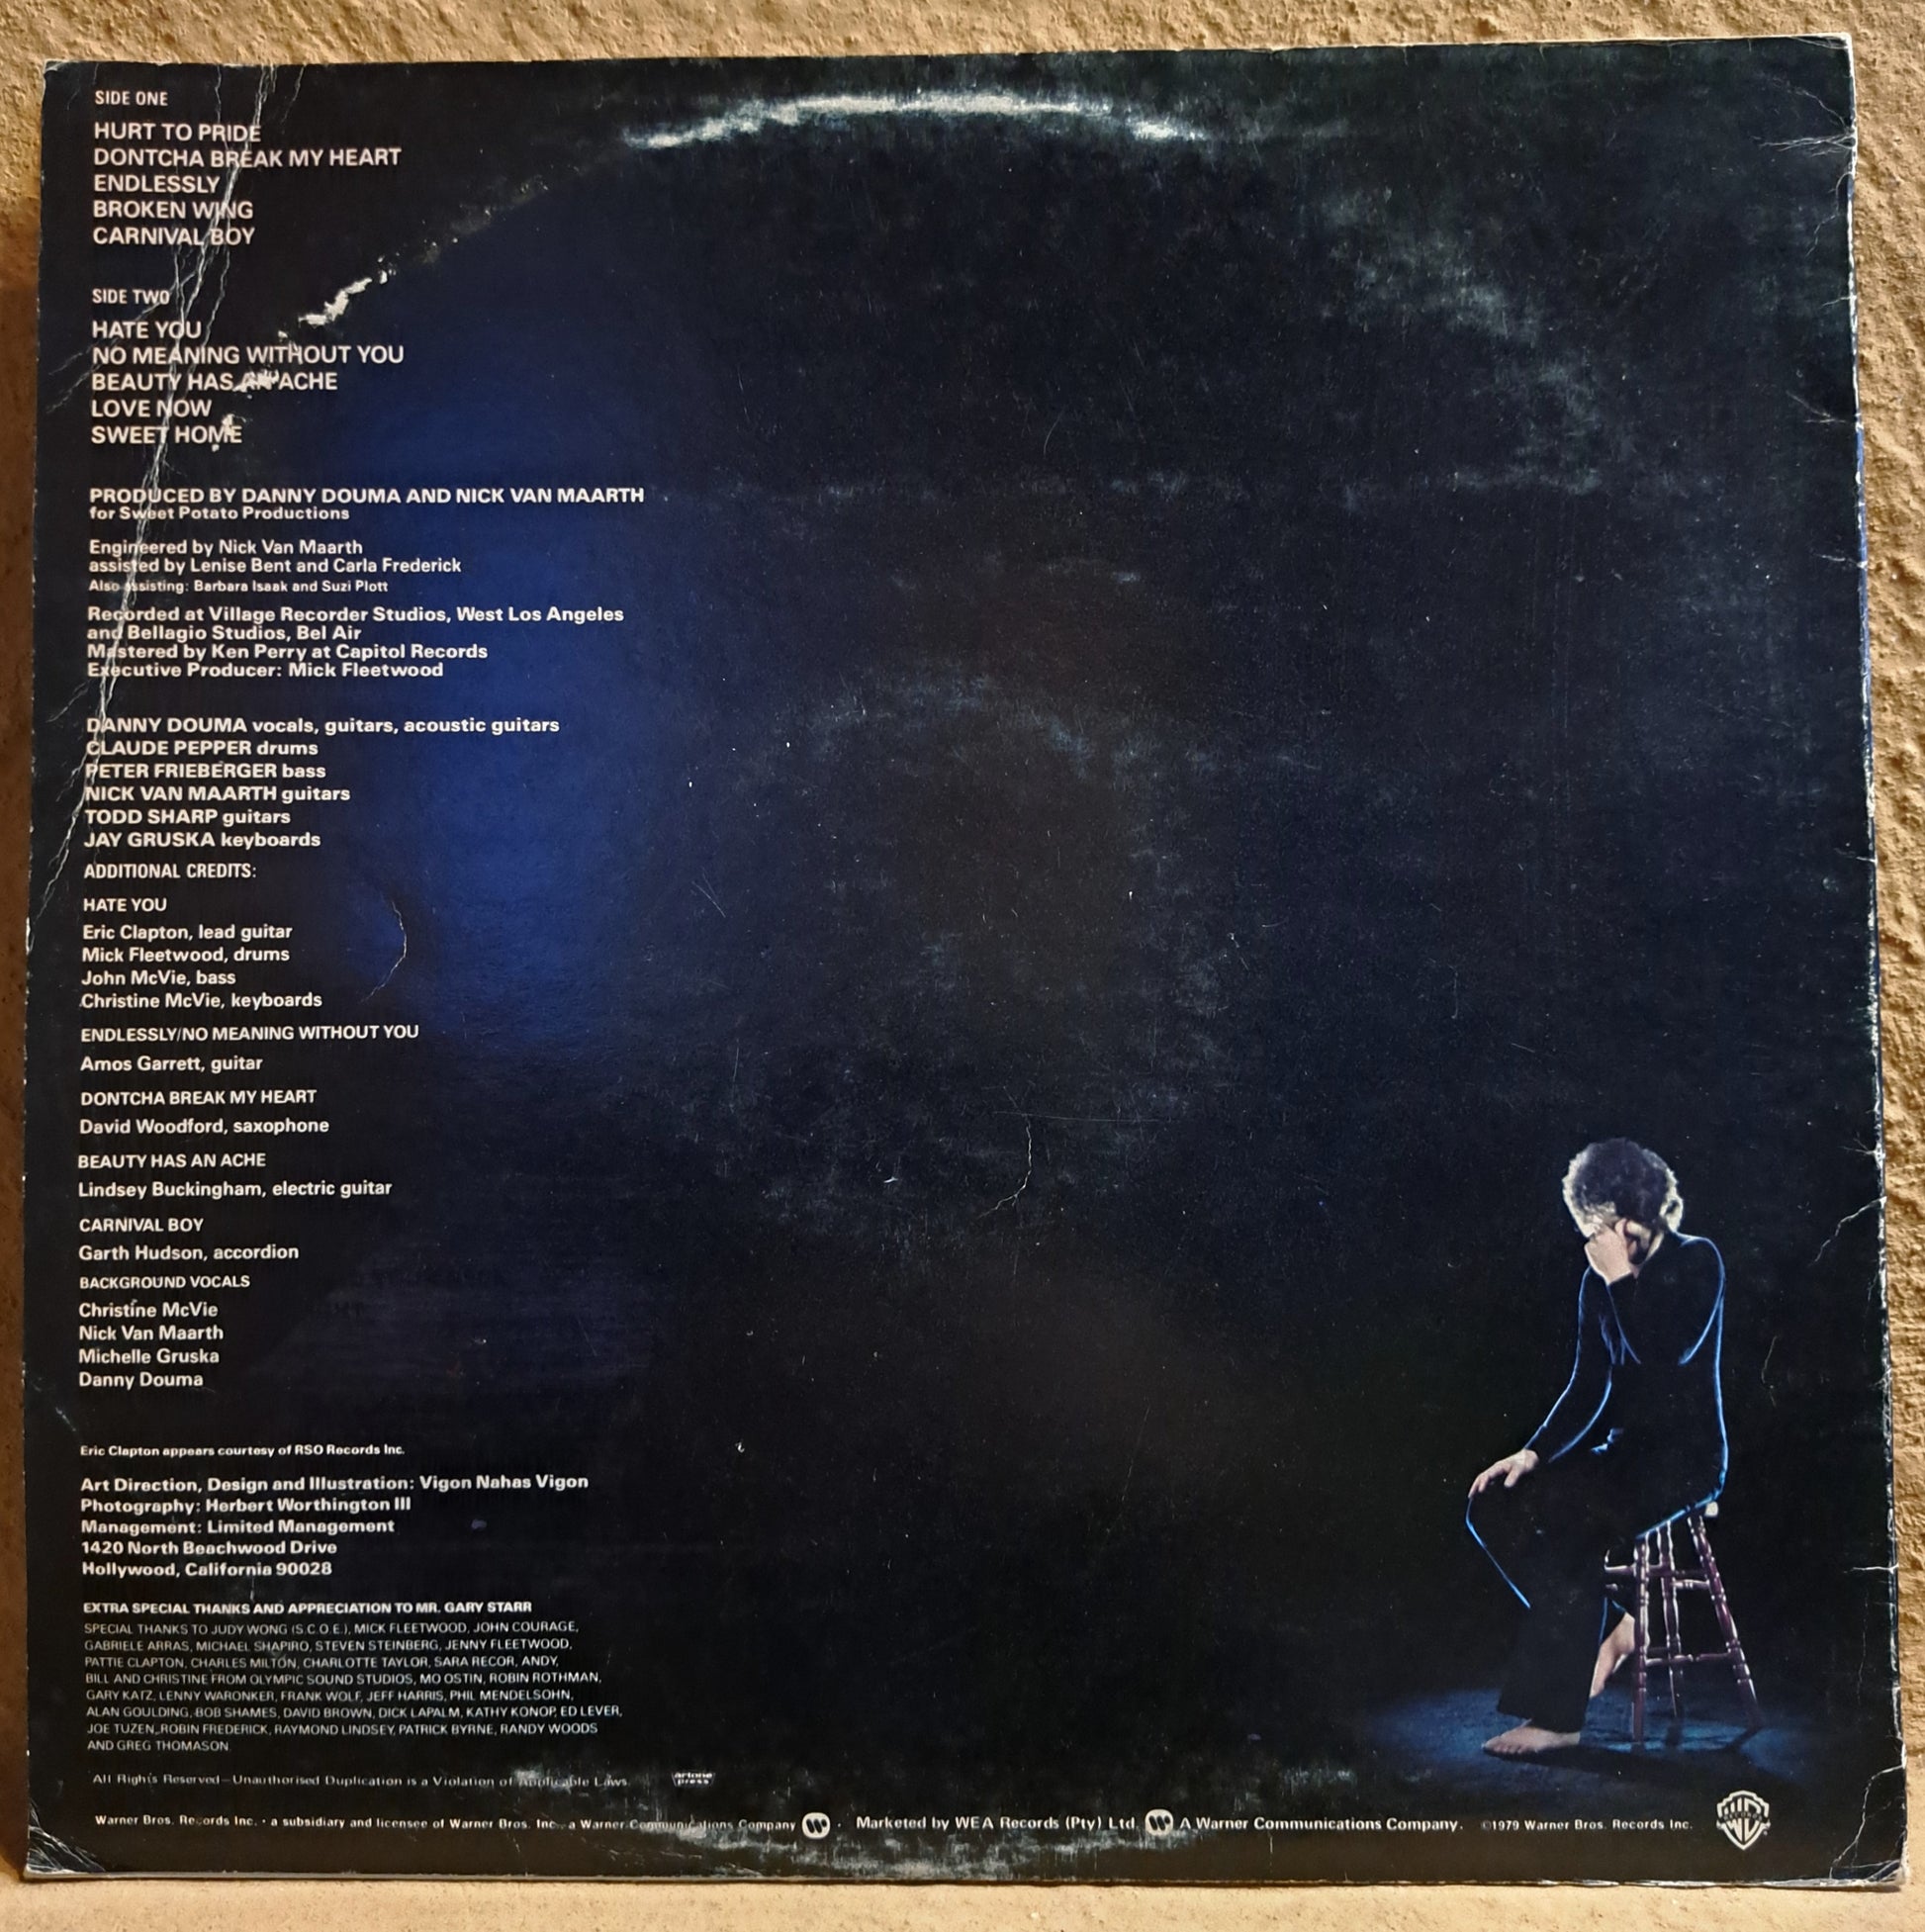 SIDE ONE
HURT TO PRIDE
DONTCHA BREAK MY HEART
ENDLESSLY
BROKEN WING
CARNIVAL BOY
SIDE TWO
HATE YOU
NO MEANING WITHOUT YOU
BEAUTY HAS AN ACHE
LOVE NOW
SWEET HOME
PRODUCED BY DANNY DOUMA AND NICK VAN MAARTH
for Sweet Potato Productions
Engineered by Nick Van Maarth
assisted by Lenise Bent and Carla Frederick
Also assisting: Barbara Isaak and Suzi Plott
Recorded at Village Recorder Studios, West Los Angeles
and Bellagio Studios, Bel Air
Mastered by Ken Perry at Capitol Records
Executive Producer: Mick Fleetwood
DANNY DOUMA vocals, guitars, acoustic guitars
CLAUDE PEPPER drums
PETER FRIEBERGER bass
NICK VAN MAARTH guitars
TODD SHARP guitars
JAY GRUSKA keyboards
ADDITIONAL CREDITS:
HATE YOU
Eric Clapton, lead guitar
Mick Fleetwood, drums
John McVie, bass
Christine McVie, keyboards
ENDLESSLY/NO MEANING WITHOUT YOU
Amos Garrett, guitar
DONTCHA BREAK MY HEART
David Woodford, saxophone
BEAUTY HAS AN ACHE
Lindsey Buckingham, electric guitar
CARNIVAL BOY
Garth Hudson, accordion
BACKGROUND VOCALS
Christine McVie
Nick Van Maarth
Michelle Gruska
Danny Douma
Eric Clapton appears courtesy of RSO Records Inc.
Art Direction, Design and Illustration: Vigon Nahas Vigon
Photography: Herbert Worthington III
Management: Limited Management
1420 North Beachwood Drive
Hollywood, California 90028
EXTRA SPECIAL THANKS AND APPRECIATION TO MR. GARY STARR
SPECIAL THANKS TO JUDY WONG (S.C.O.E.), MICK FLEETWOOD, JOHN COURAGE,
GABRIELE ARRAS, MICHAEL SHAPIRO, STEVEN STEINBERG, JENNY FLEETWOOD,
PATTIE CLAPTON, CHARLES MILTON, CHARLOTTE TAYLOR, SARA RECOR, ANDY,
BILL AND CHRISTINE FROM OLYMPIC SOUND STUDIOS, MO OSTIN, ROBIN ROTHMAN,
GARY KATZ, LENNY WARONKER, FRANK WOLF, JEFF HARRIS, PHIL MENDELSOHN,
ALAN GOULDING, BOB SHAMES, DAVID BROWN, DICK LAPALM, KATHY KONOP, ED LEVER,
JOE TUZEN, ROBIN FREDERICK, RAYMOND LINDSEY, PATRICK BYRNE, RANDY WOODS
AND GREG THOMASON.
All Rights Reserved—Unauthorised Duplication is a Violation of Applicable Laws. artone press
Warner Bros. Records Inc. · a subsidiary and licensee of Warner Bros. Inc., a Warner Communications Company · Marketed by WEA Records (Pty) Ltd. A Warner Communications Company. ©1979 Warner Bros. Records Inc.